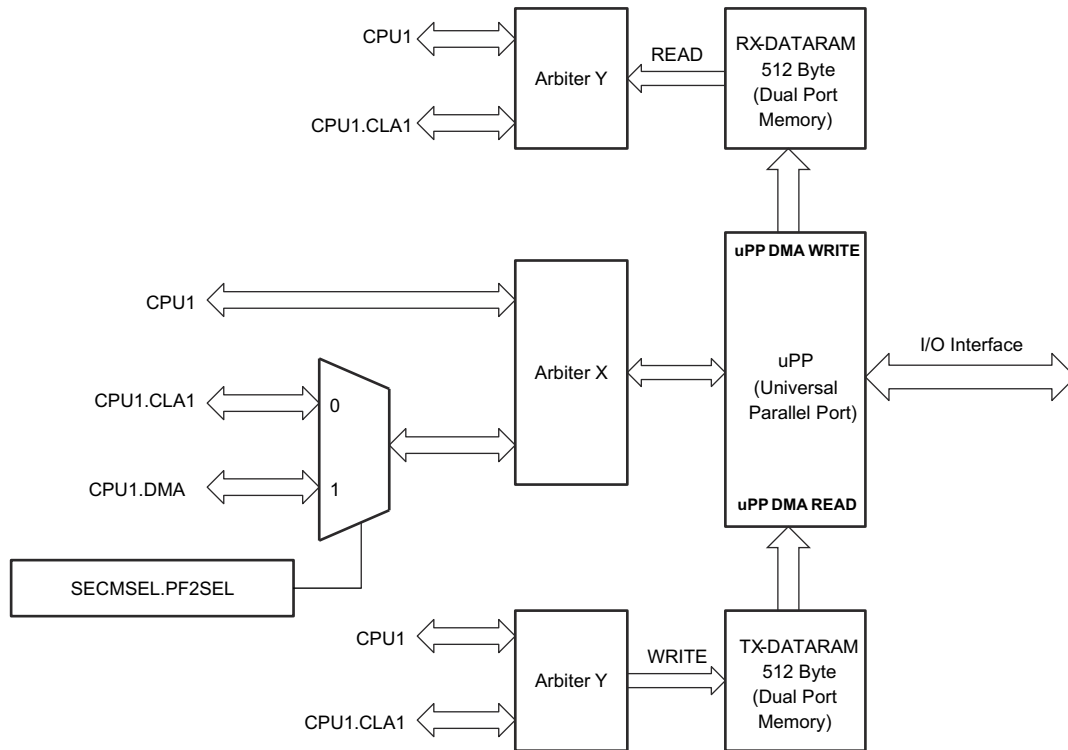 CPU1
CPU1.CLA1
Arbiter Y
READ
RX-DATARAM
512 Byte
(Dual Port
Memory)
CPU1
CPU1.CLA1
CPU1.DMA
0
1
SECMSEL.PF2SEL
Arbiter X
uPP DMA WRITE
uPP
(Universal
Parallel Port)
uPP DMA READ
I/O Interface
CPU1
CPU1.CLA1
Arbiter Y
WRITE
TX-DATARAM
512 Byte
(Dual Port
Memory)